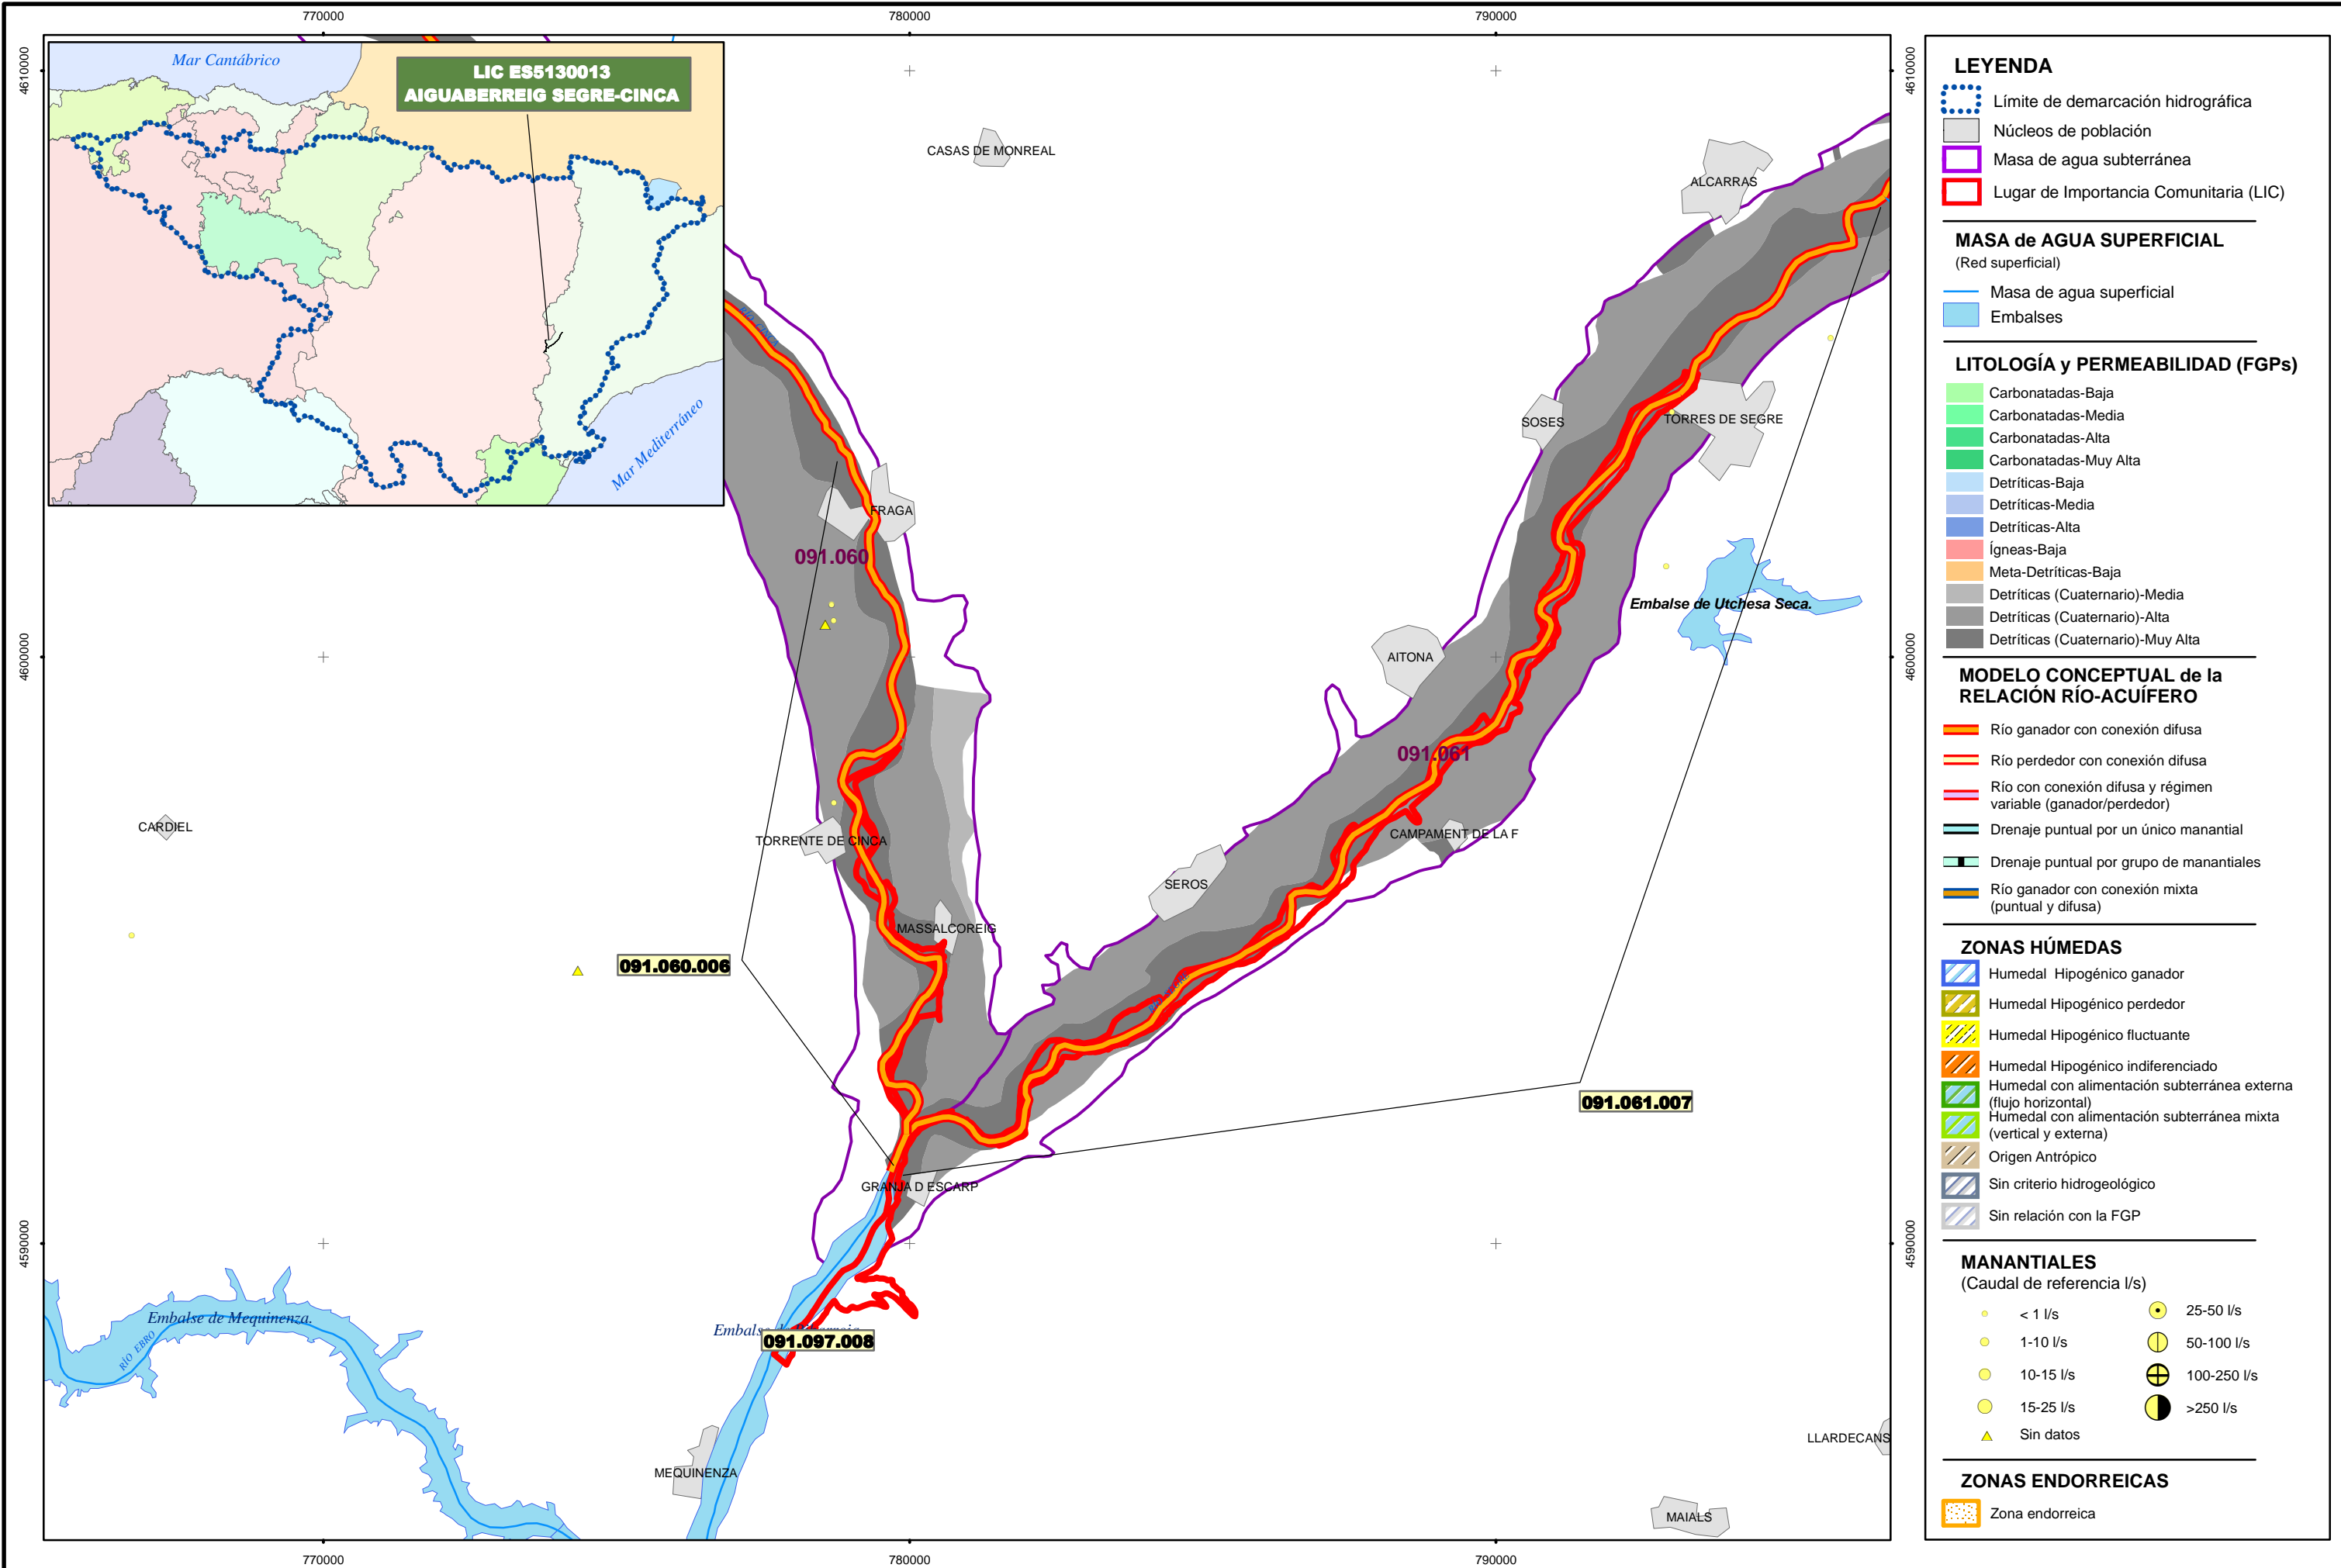 770000
780000
790000
4610000
4610000
4600000
4600000
4590000
4590000
770000
780000
790000
Mar Cantábrico
LIC ES5130013
AIGUABERREIG SEGRE-CINCA
Mar Mediterráneo
CASAS DE MONREAL
ALCARRAS
SOSES
TORRES DE SEGRE
FRAGA
091.060
Embalse de Utchesa Seca.
AITONA
091.061
CARDIEL
TORRENTE DE CINCA
CAMPAMENT DE LA F
SEROS
MASSALCOREIG
091.060.006
091.061.007
GRANJA D ESCARP
Embalse de Mequinenza.
RÍO EBRO
091.097.008
MEQUINENZA
LLARDECANS
MAIALS
LEYENDA
Límite de demarcación hidrográfica
Núcleos de población
Masa de agua subterránea
Lugar de Importancia Comunitaria (LIC)
MASA de AGUA SUPERFICIAL
(Red superficial)
Masa de agua superficial
Embalses
LITOLOGÍA y PERMEABILIDAD (FGPs)
Carbonatadas-Baja
Carbonatadas-Media
Carbonatadas-Alta
Carbonatadas-Muy Alta
Detríticas-Baja
Detríticas-Media
Detríticas-Alta
Ígneas-Baja
Meta-Detríticas-Baja
Detríticas (Cuaternario)-Media
Detríticas (Cuaternario)-Alta
Detríticas (Cuaternario)-Muy Alta
MODELO CONCEPTUAL de la
RELACIÓN RÍO-ACUÍFERO
Río ganador con conexión difusa
Río perdedor con conexión difusa
Río con conexión difusa y régimen
variable (ganador/perdedor)
Drenaje puntual por un único manantial
Drenaje puntual por grupo de manantiales
Río ganador con conexión mixta
(puntual y difusa)
ZONAS HÚMEDAS
Humedal Hipogénico ganador
Humedal Hipogénico perdedor
Humedal Hipogénico fluctuante
Humedal Hipogénico indiferenciado
Humedal con alimentación subterránea externa
(flujo horizontal)
Humedal con alimentación subterránea mixta
(vertical y externa)
Origen Antrópico
Sin criterio hidrogeológico
Sin relación con la FGP
MANANTIALES
(Caudal de referencia l/s)
< 1 l/s
1-10 l/s
10-15 l/s
15-25 l/s
Sin datos
25-50 l/s
50-100 l/s
100-250 l/s
>250 l/s
ZONAS ENDORREICAS
Zona endorreica